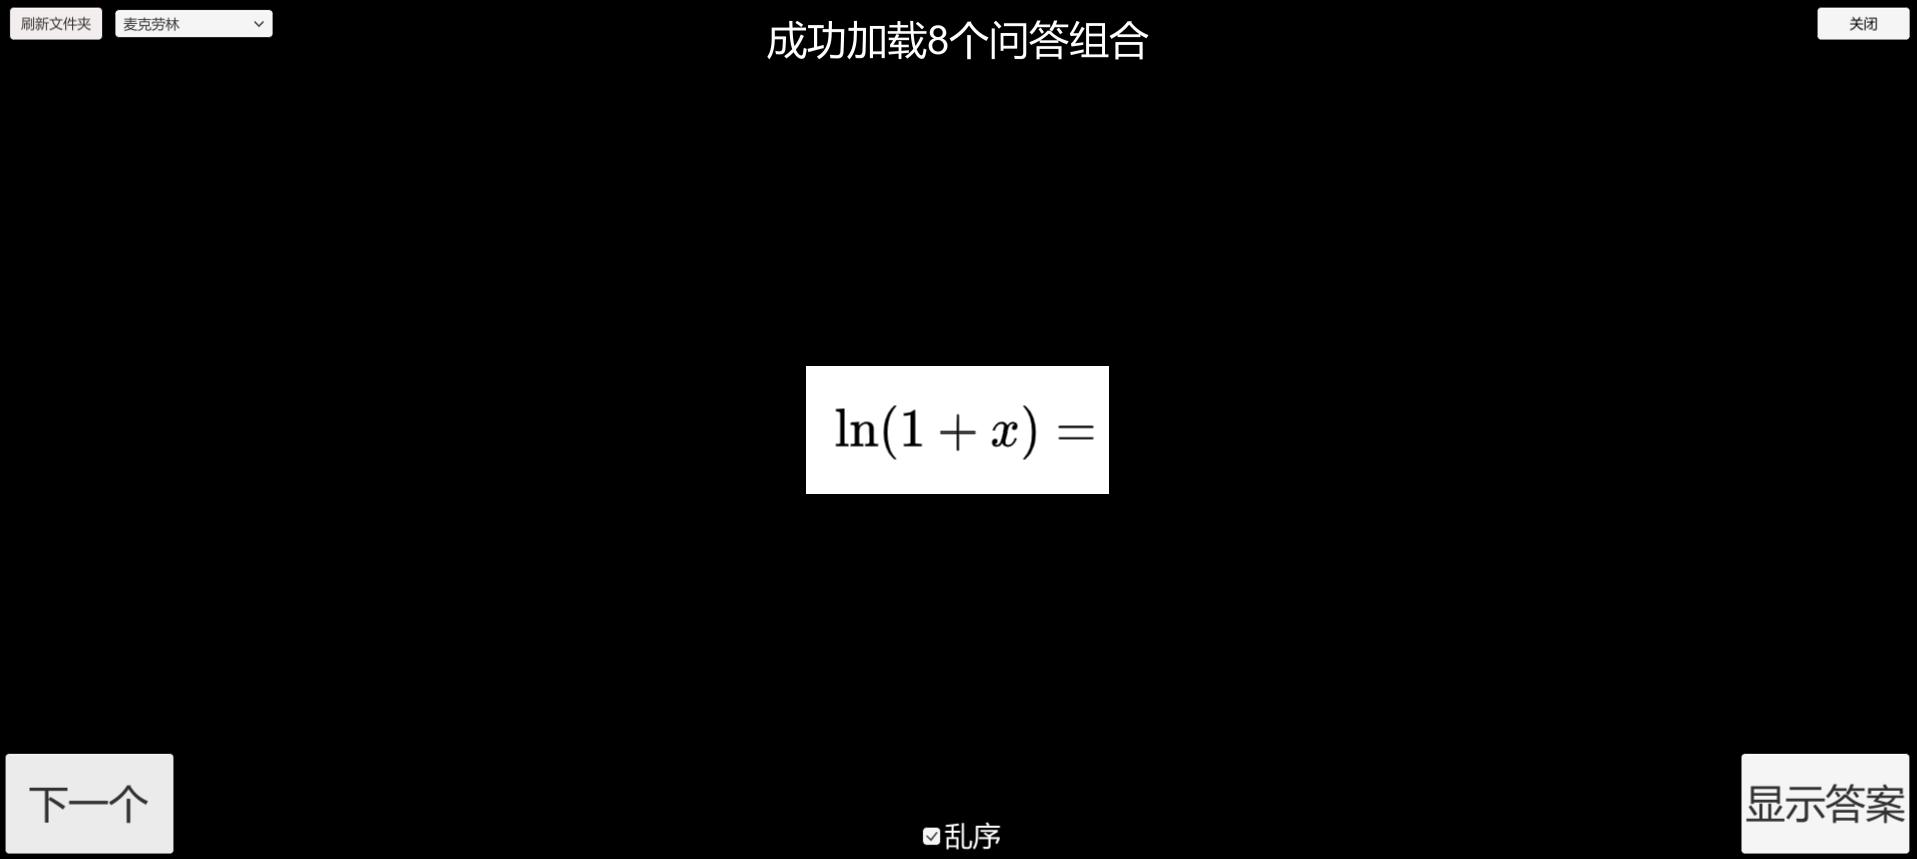 刷新文件夹
麦克劳林
成功加载8个问答组合
关闭
ln(1 + x) =
下一个
乱序
显示答案